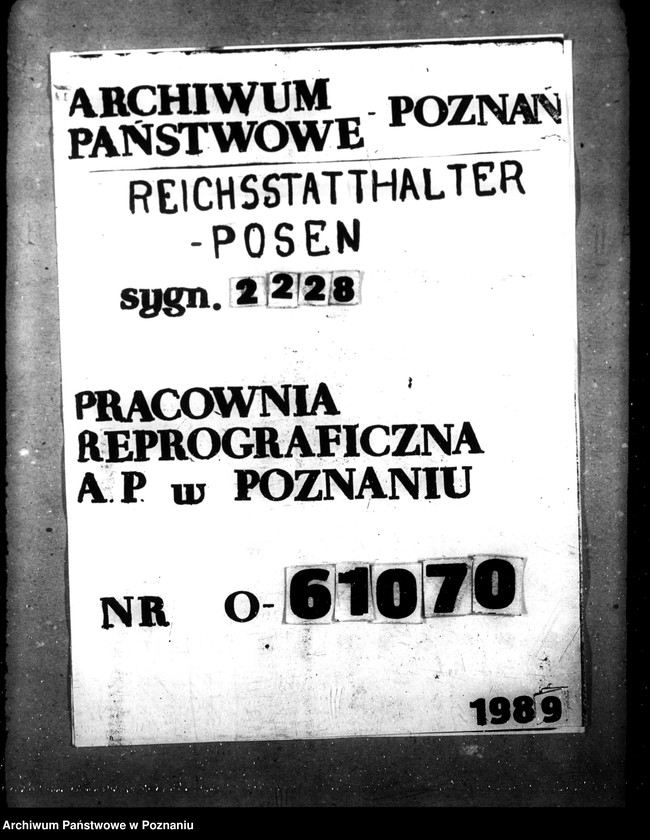 ARCHIWUM
PAŃSTWOWE - POZNAŃ
REICHSSTATTHALTER
-POSEN
sygn. 2228
PRACOWNIA
REPROGRAFICZNA
A.P. w POZNANIU
NR O-61070
1989
Archiwum Państwowe w Poznaniu